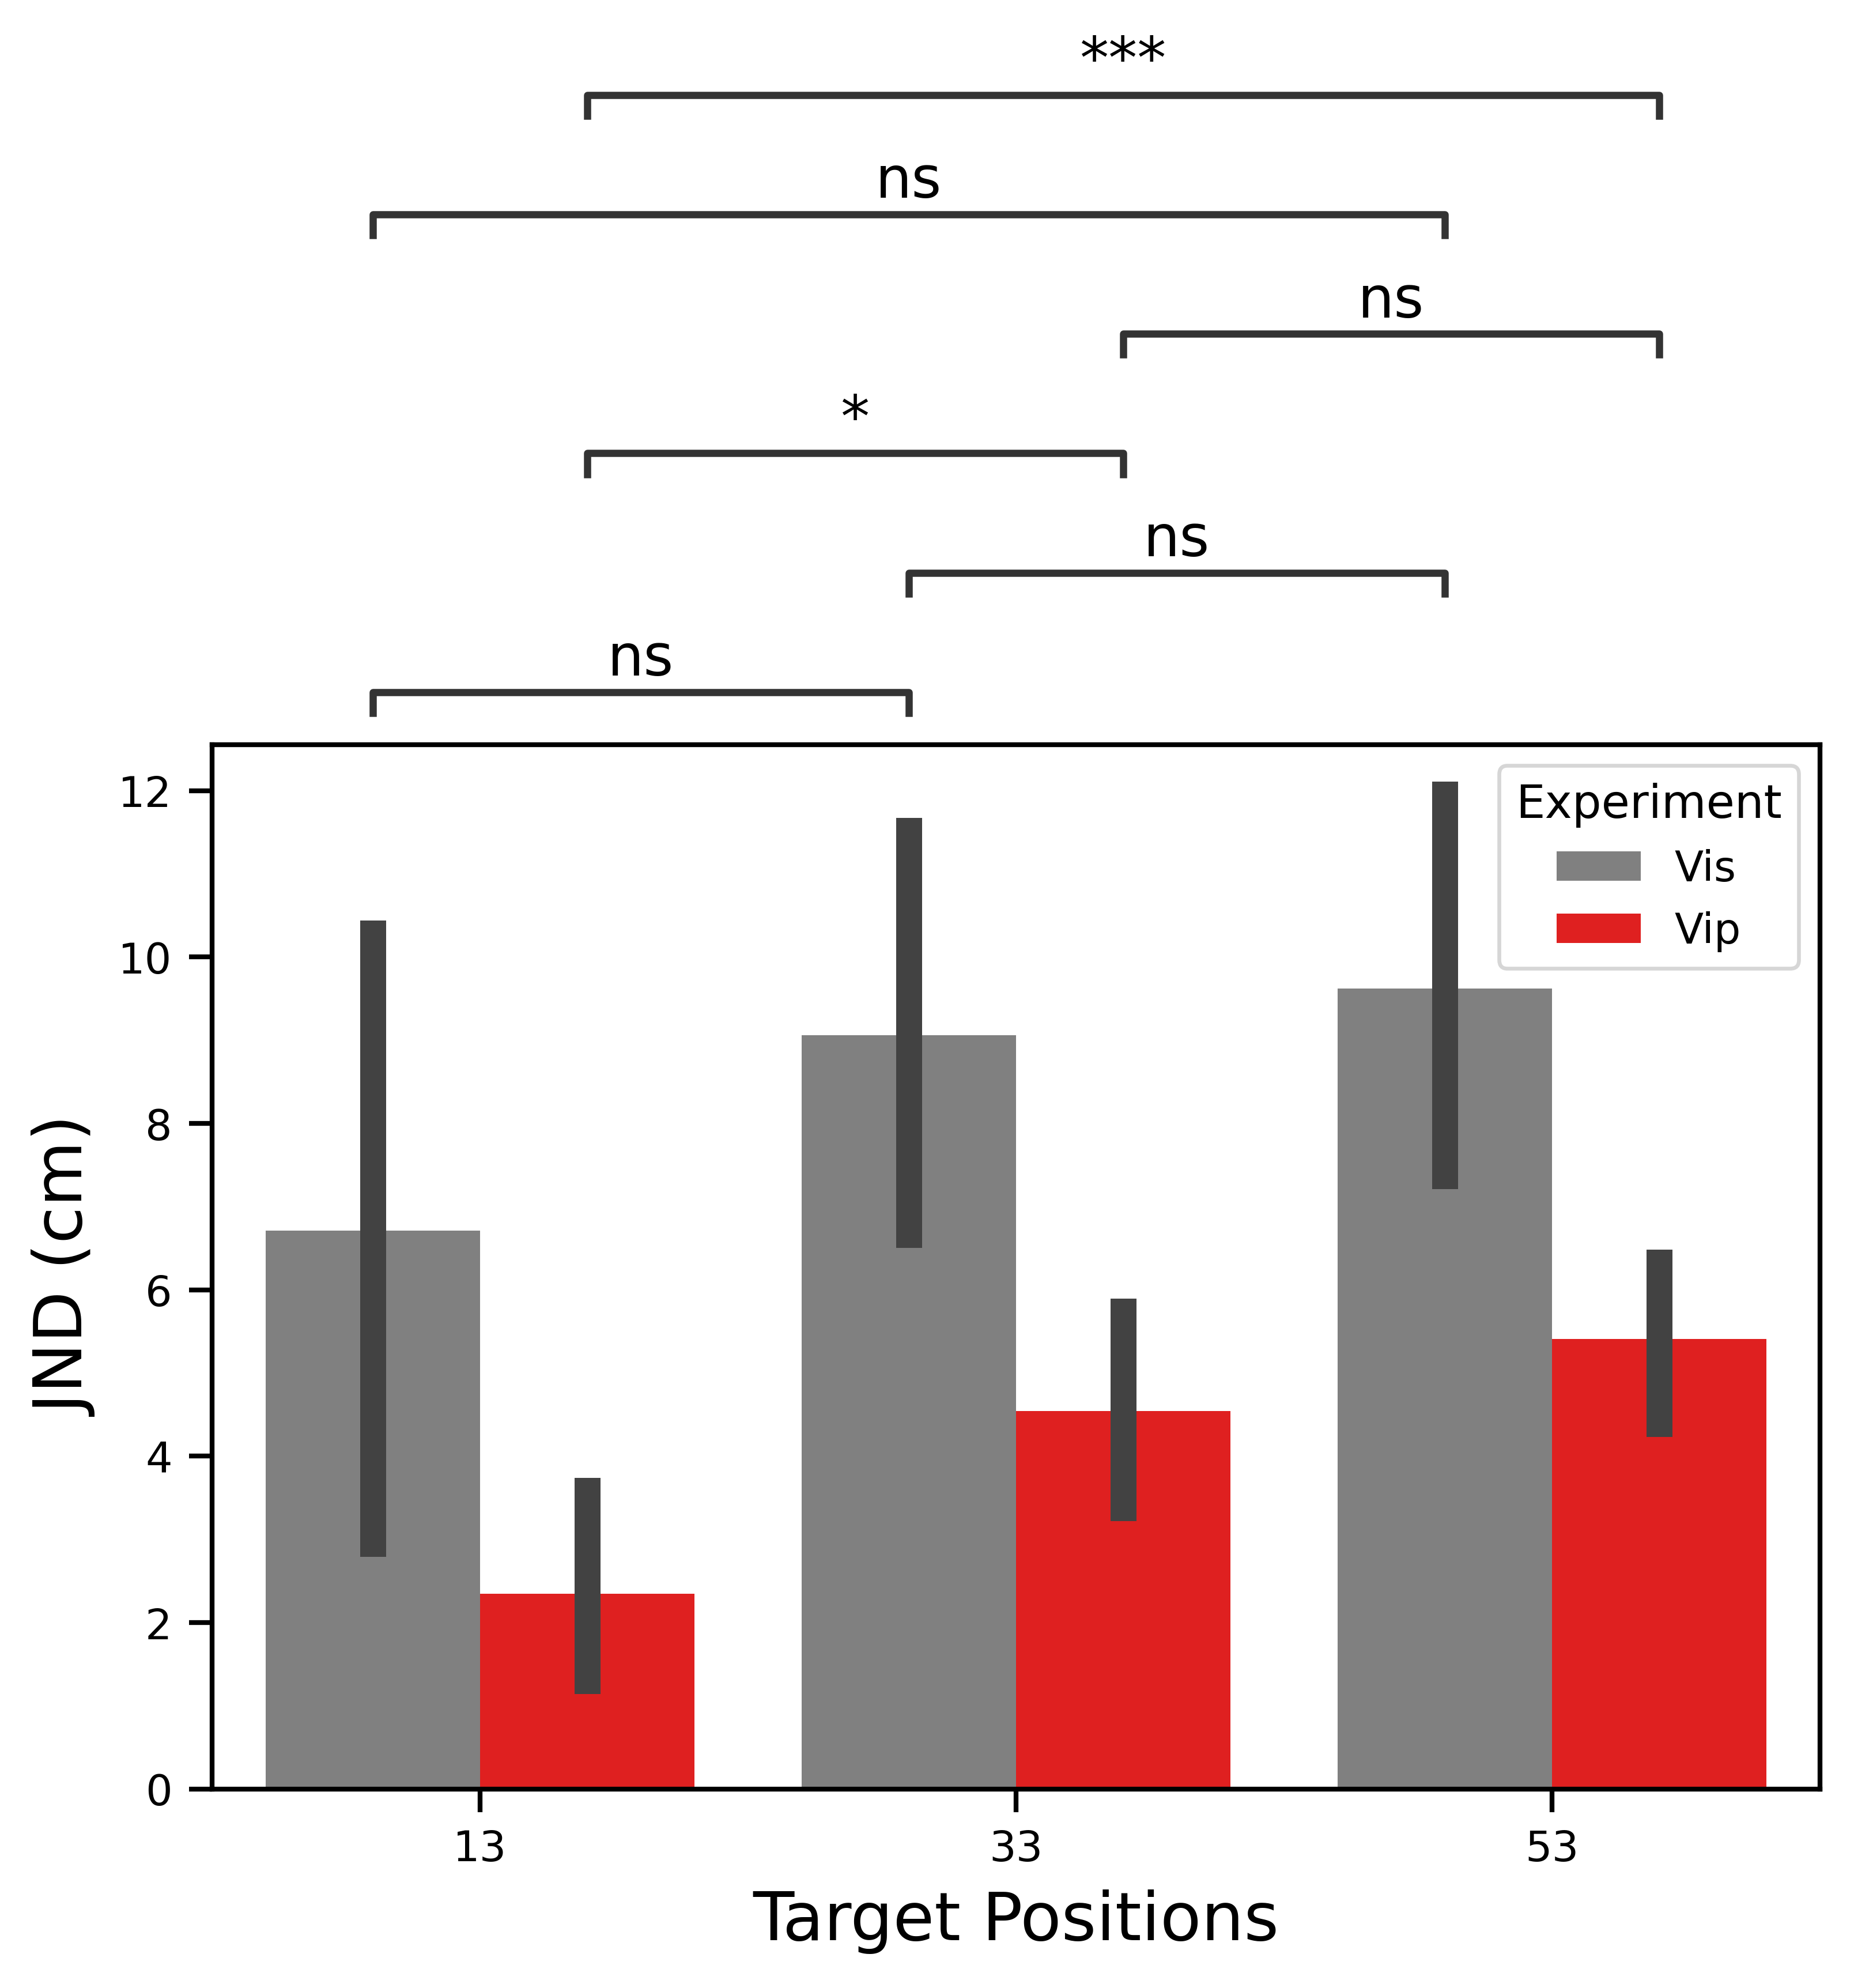 ***
ns
ns
*
ns
ns
12
10
8
6
4
2
0
JND (cm)
Experiment
Vis
Vip
13 33 53
Target Positions